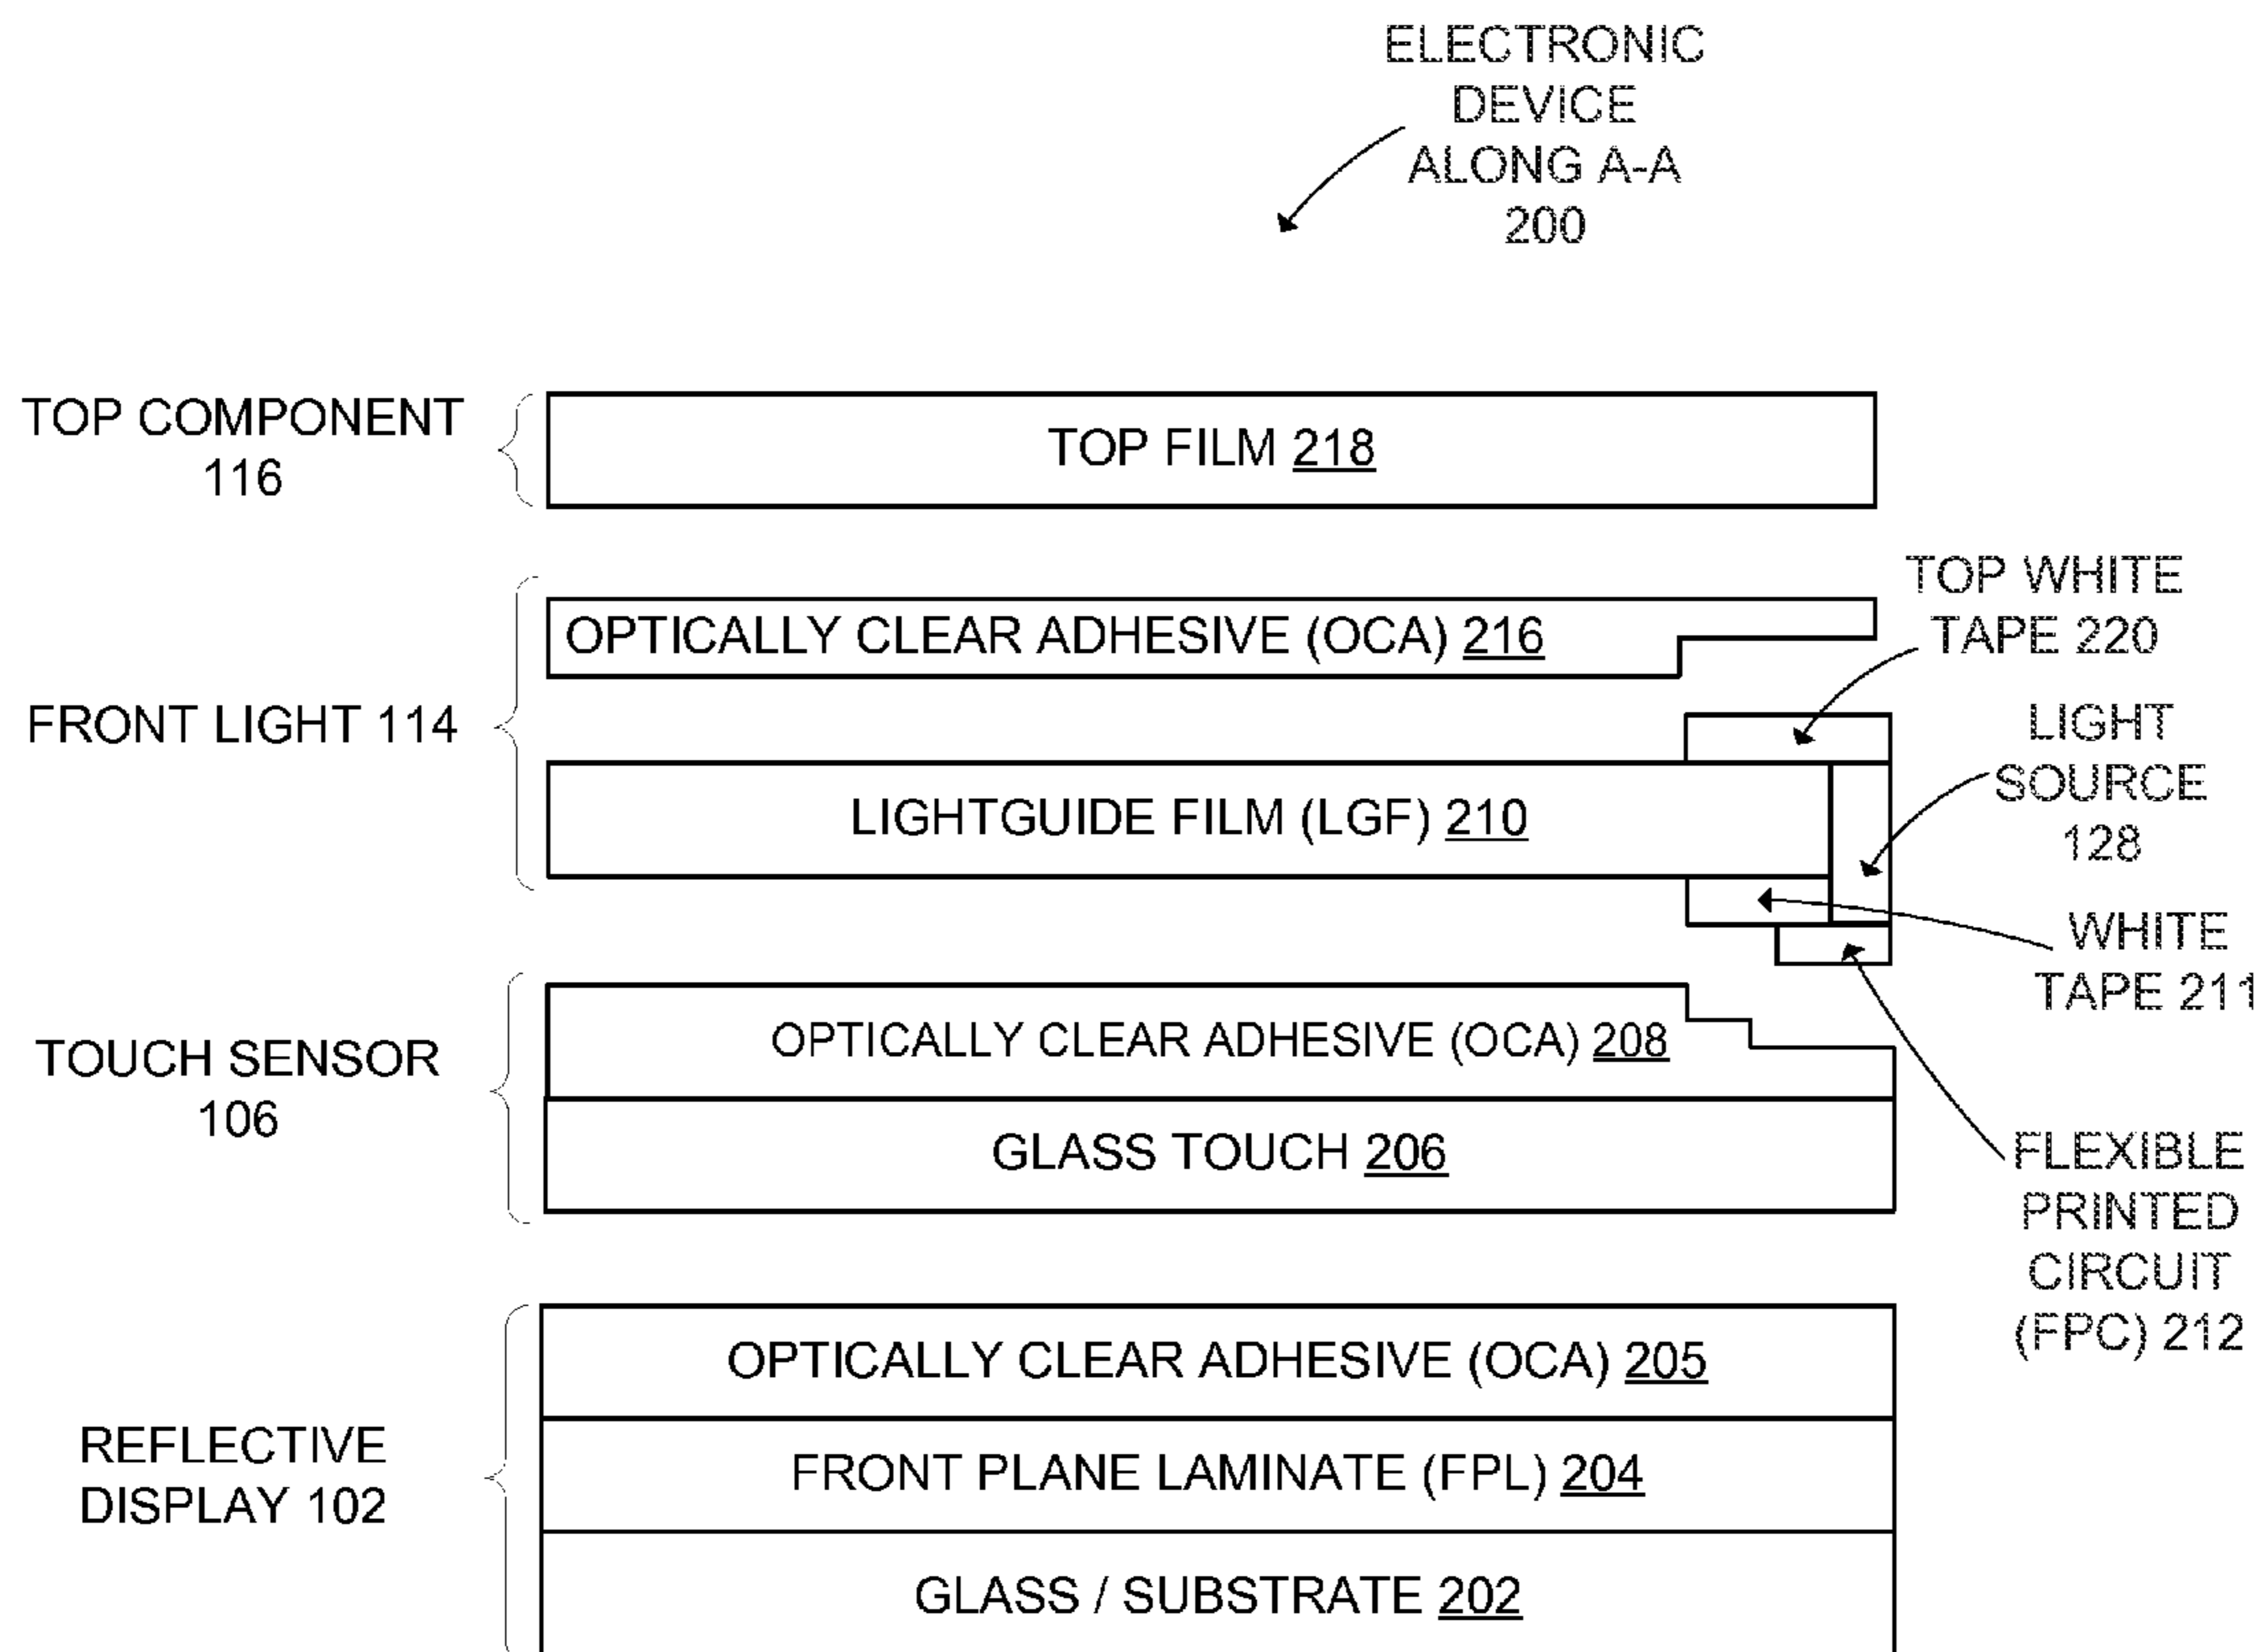 ELECTRONIC
DEVICE
ALONG A-A
200
TOP COMPONENT
116
TOP FILM 218
TOP WHITE
TAPE 220
OPTICALLY CLEAR ADHESIVE (OCA) 216
FRONT LIGHT 114
LIGHT
SOURCE
128
LIGHTGUIDE FILM (LGF) 210
WHITE
TAPE 211
TOUCH SENSOR
106
OPTICALLY CLEAR ADHESIVE (OCA) 208
GLASS TOUCH 206
FLEXIBLE
PRINTED
CIRCUIT
(FPC) 212
REFLECTIVE
DISPLAY 102
OPTICALLY CLEAR ADHESIVE (OCA) 205
FRONT PLANE LAMINATE (FPL) 204
GLASS / SUBSTRATE 202